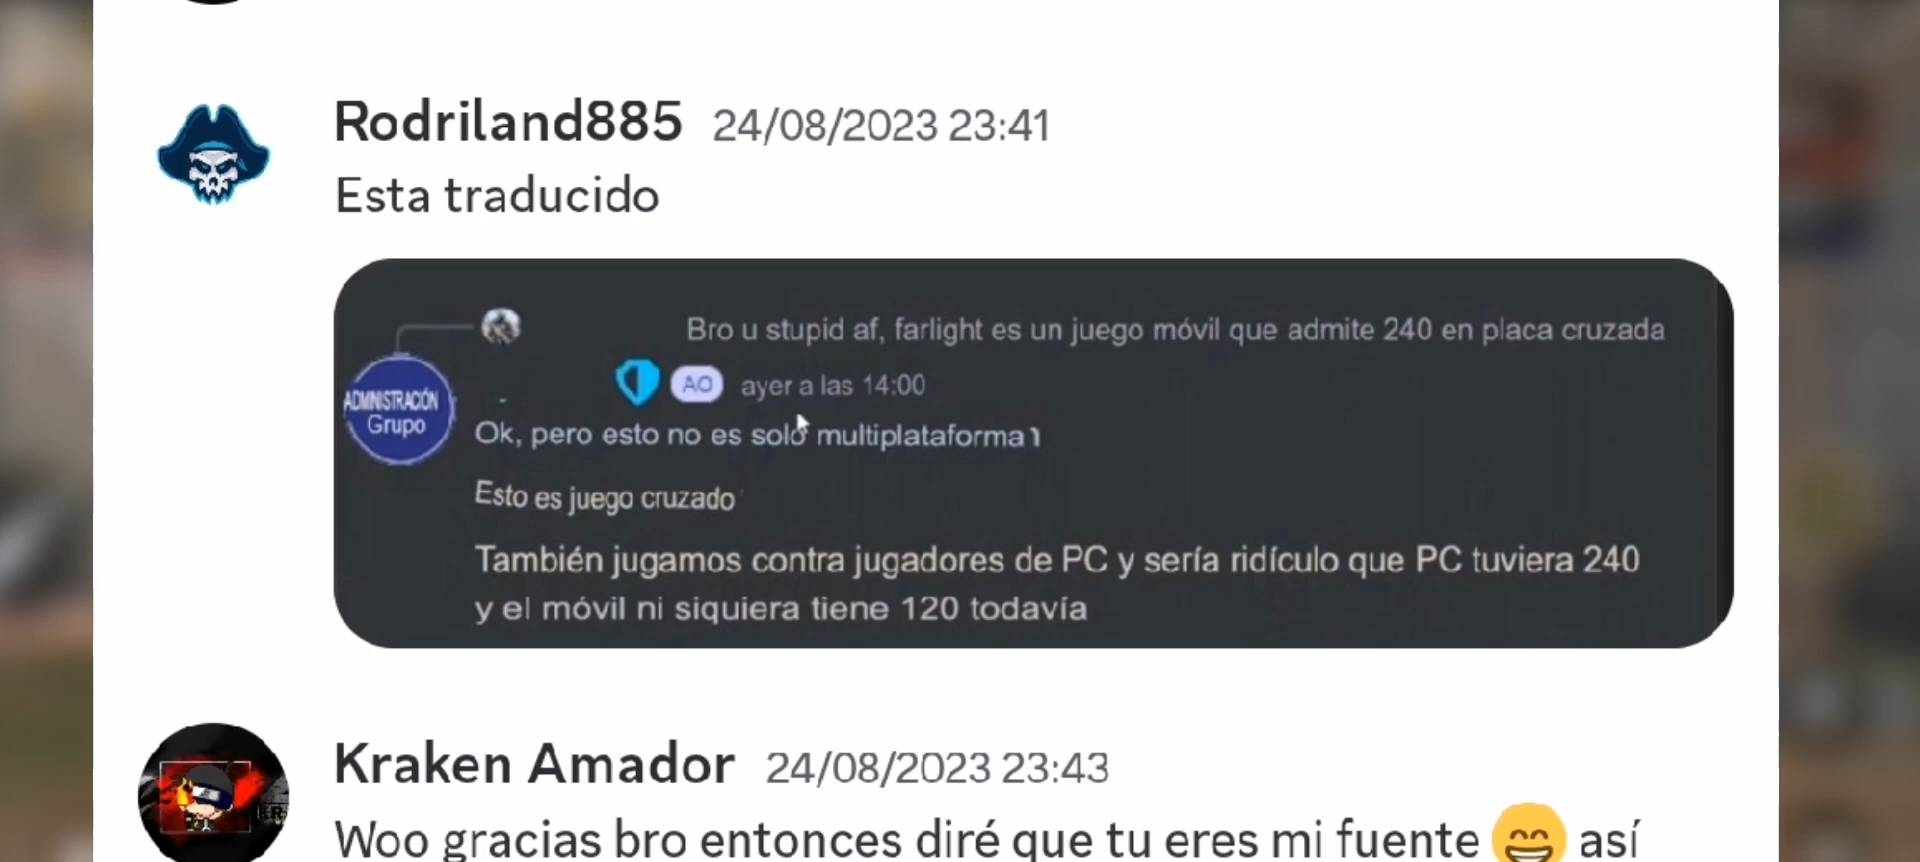 Rodriland885 24/08/2023 23:41
Esta traducido
Bro u stupid af, farlight es un juego móvil que admite 240 en placa cruzada
AO ayer a las 14:00
ADMINISTRACIÓN
Grupo
Ok, pero esto no es solo multiplataforma
Esto es juego cruzado
También jugamos contra jugadores de PC y sería ridículo que PC tuviera 240
y el móvil ni siquiera tiene 120 todavía
Kraken Amador 24/08/2023 23:43
Woo gracias bro entonces diré que tu eres mi fuente 😄 así